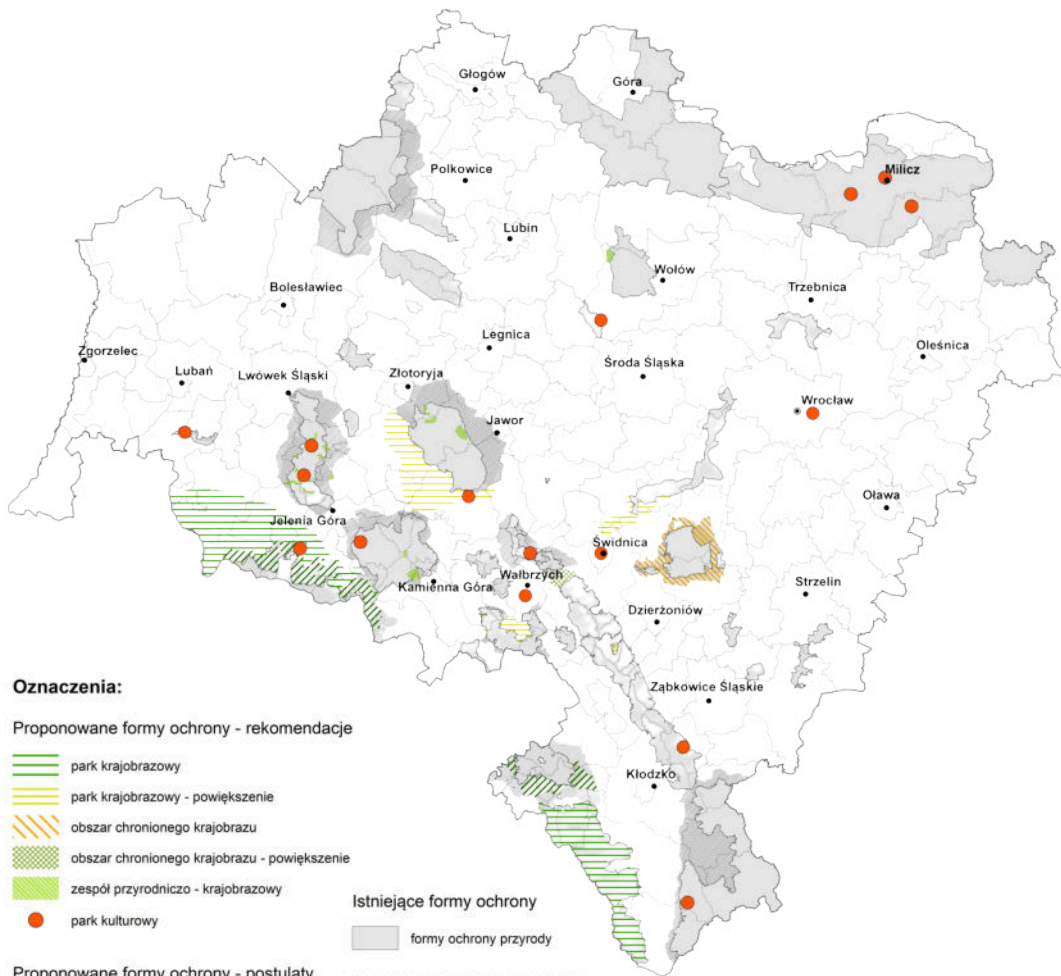 Głogów
Góra
Polkowice
Milicz
Lubin
Wołów
Bolesławiec
Trzebnica
Legnica
Zgorzelec
Oleśnica
Lubań
Lwówek Śląski
Złotoryja
Środa Śląska
Wrocław
Jawor
Oława
Jelenia Góra
Świdnica
Kamienna Góra
Wałbrzych
Strzelin
Dzierżoniów
Oznaczenia:
Ząbkowice Śląskie
Proponowane formy ochrony - rekomendacje
park krajobrazowy
Kłodzko
park krajobrazowy - powiększenie
obszar chronionego krajobrazu
obszar chronionego krajobrazu - powiększenie
zespół przyrodniczo - krajobrazowy
Istniejące formy ochrony
park kulturowy
formy ochrony przyrody
Proponowane formy ochrony - postulaty